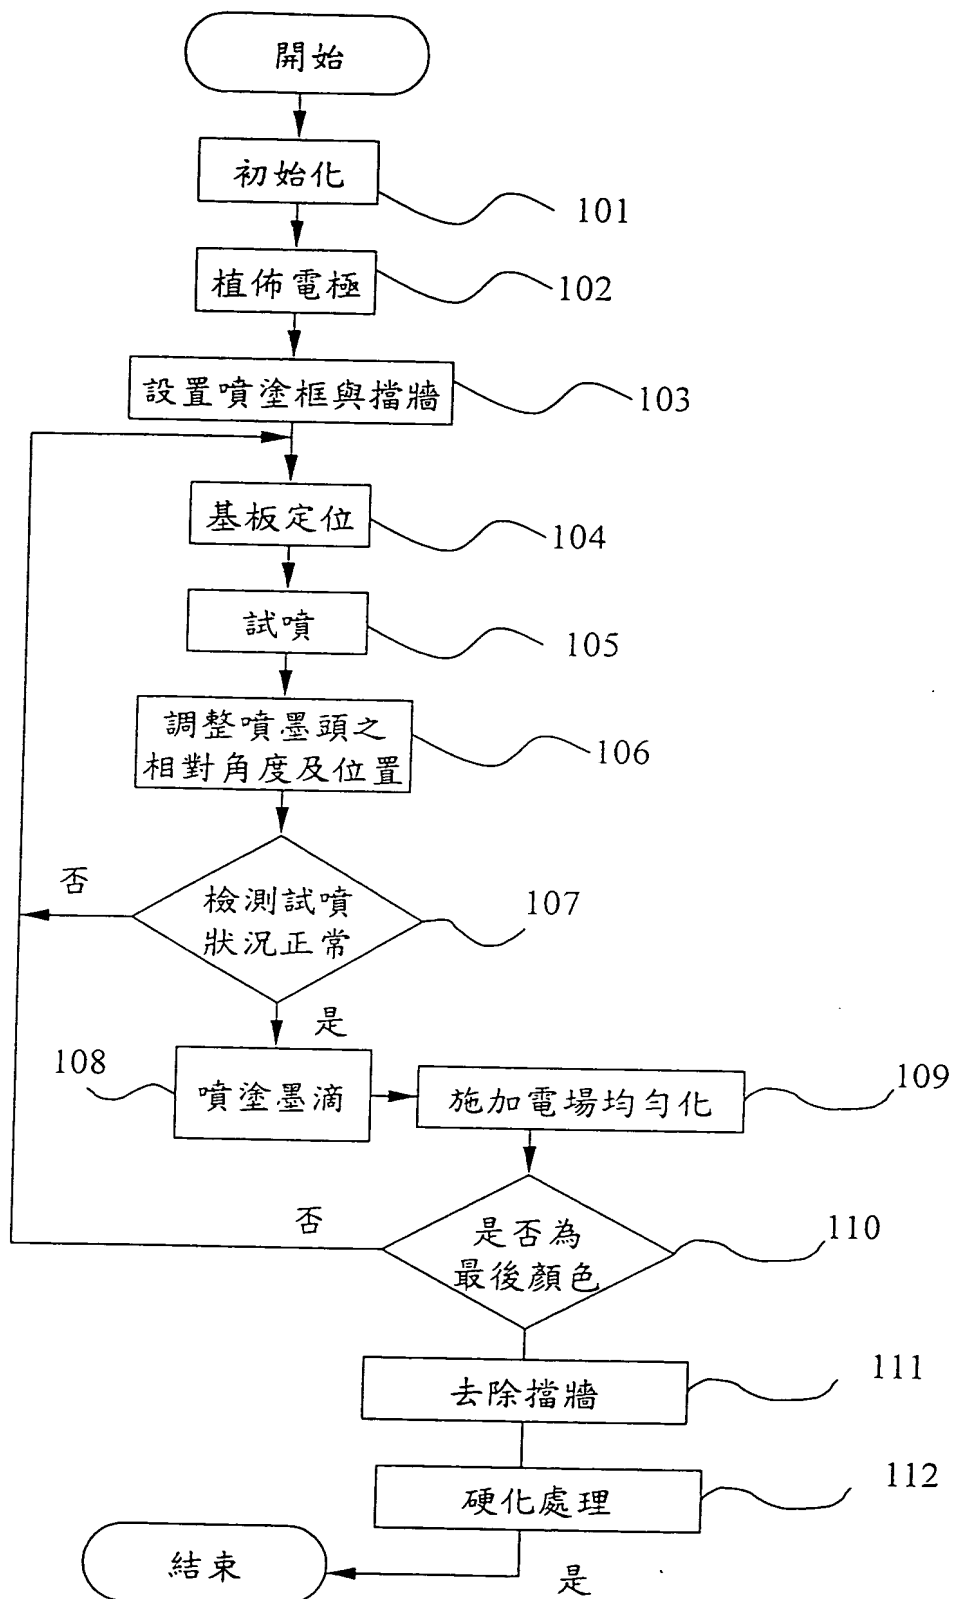 開始
初始化
101
植佈電極
102
設置噴塗框與擋牆
103
基板定位
104
試噴
105
調整噴墨頭之
相對角度及位置
106
否
檢測試噴
狀況正常
107
是
108
噴塗墨滴
施加電場均勻化
109
否
是否為
最後顏色
110
去除擋牆
111
硬化處理
112
結束
是